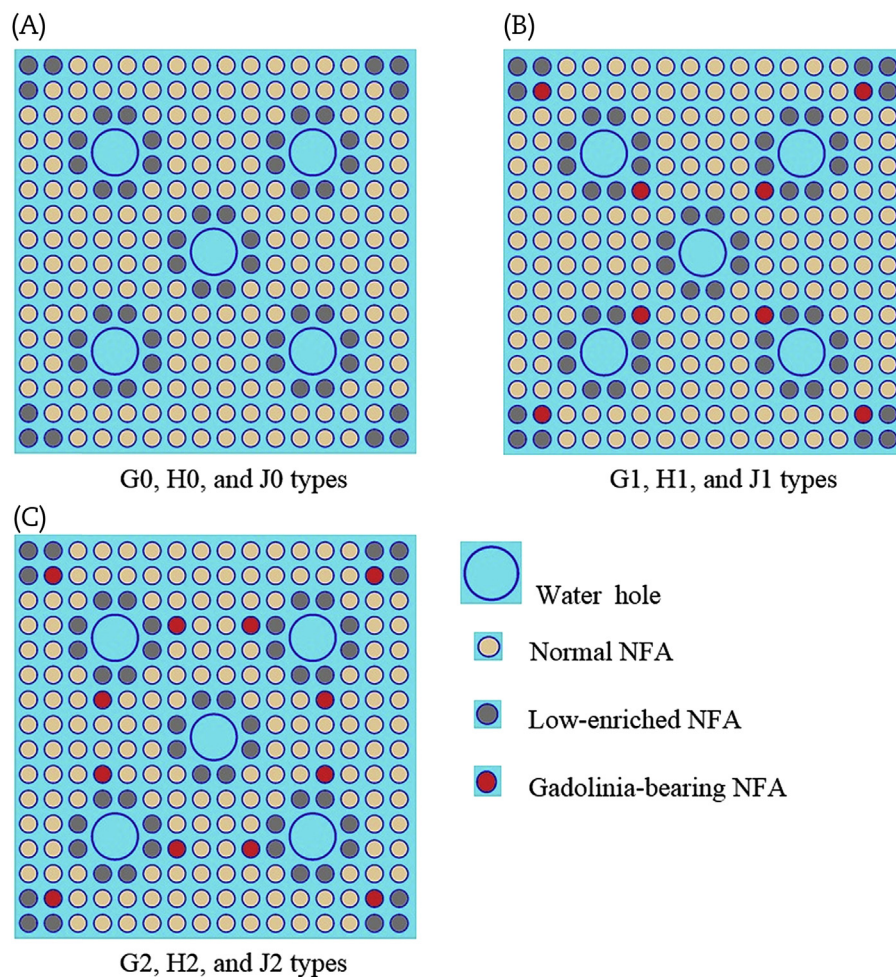 (A)
(B)
G0, H0, and J0 types
G1, H1, and J1 types
(C)
Water hole
Normal NFA
Low-enriched NFA
Gadolinia-bearing NFA
G2, H2, and J2 types